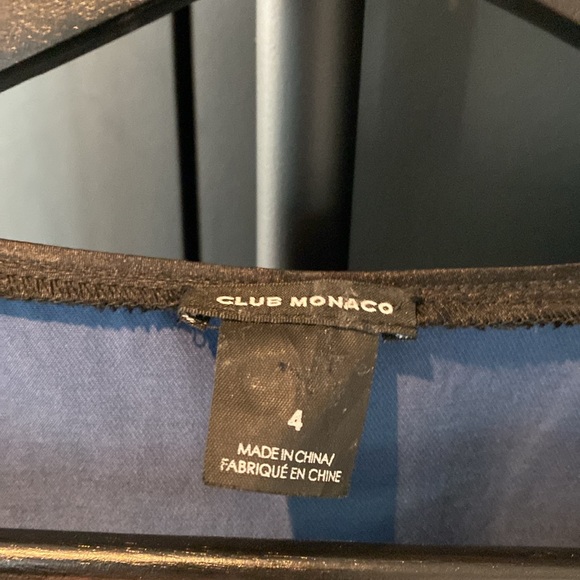 CLUB MONACO
4
MADE IN CHINA/
FABRIQUÉ EN CHINE